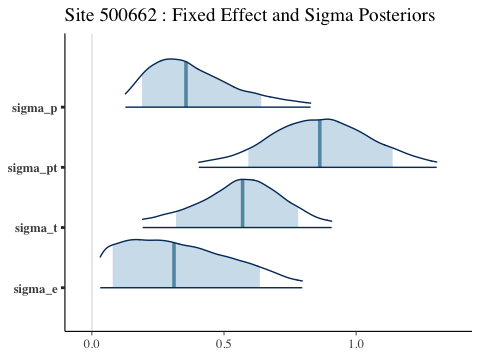 Site 500662 : Fixed Effect and Sigma Posteriors
sigma_p
sigma_pt
sigma_t
sigma_e
0.0 0.5 1.0